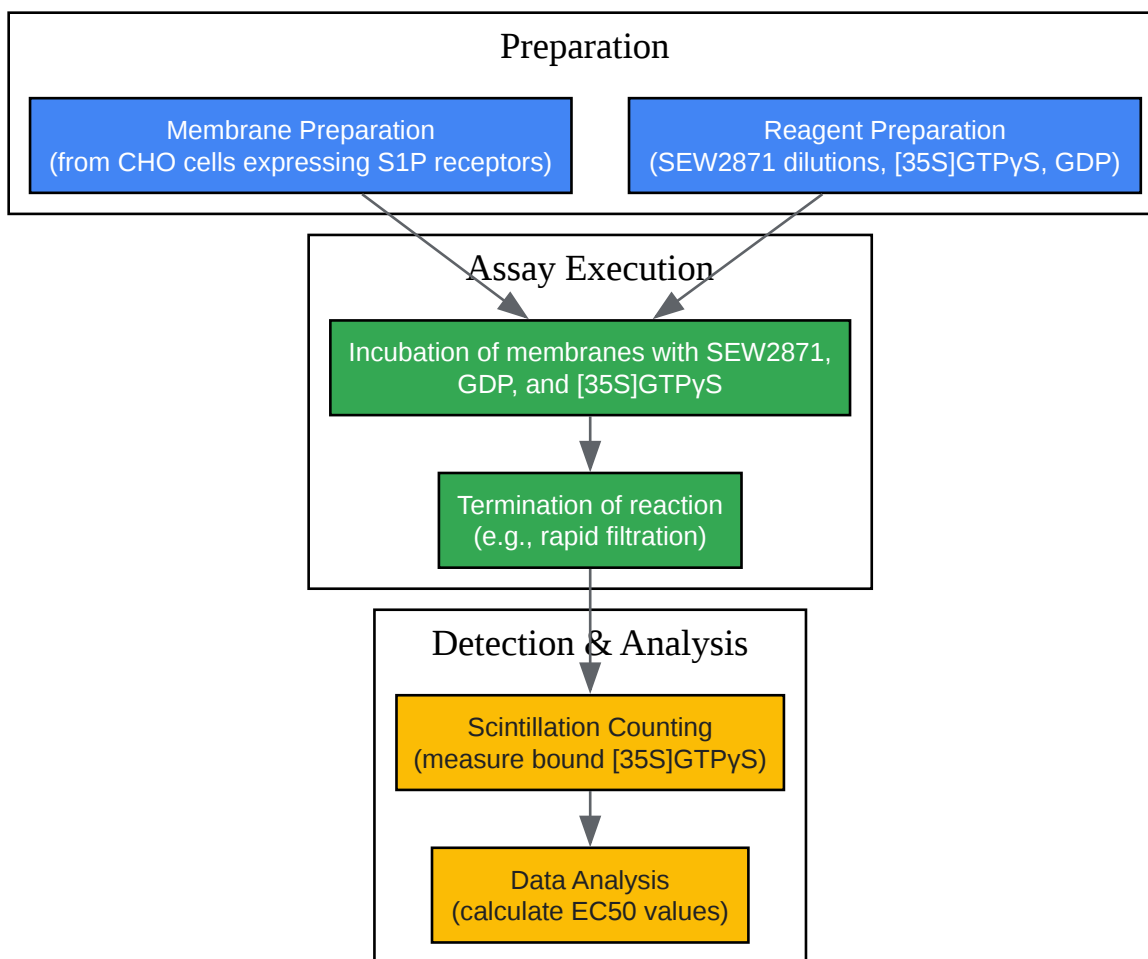 Preparation
Membrane Preparation
(from CHO cells expressing S1P receptors)
Reagent Preparation
(SEW2871 dilutions, [35S]GTPγS, GDP)
Assay Execution
Incubation of membranes with SEW2871,
GDP, and [35S]GTPγS
Termination of reaction
(e.g., rapid filtration)
Detection & Analysis
Scintillation Counting
(measure bound [35S]GTPγS)
Data Analysis
(calculate EC50 values)